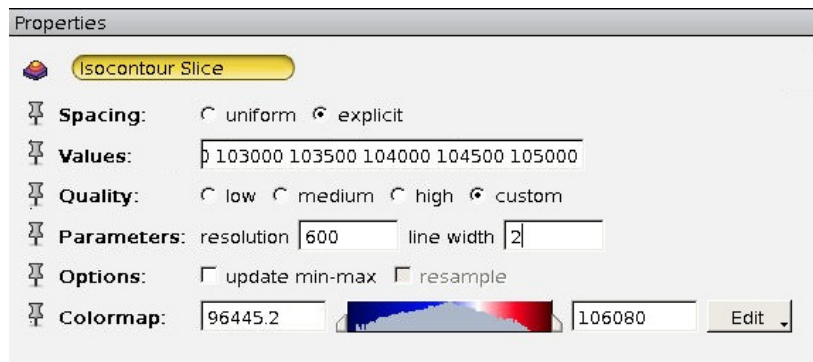 Properties
Isocontour Slice
Spacing: uniform explicit
Values: 103000 103500 104000 104500 105000
Quality: low medium high custom
Parameters: resolution 600 line width 2
Options: update min-max resample
Colormap: 96445.2 106080 Edit